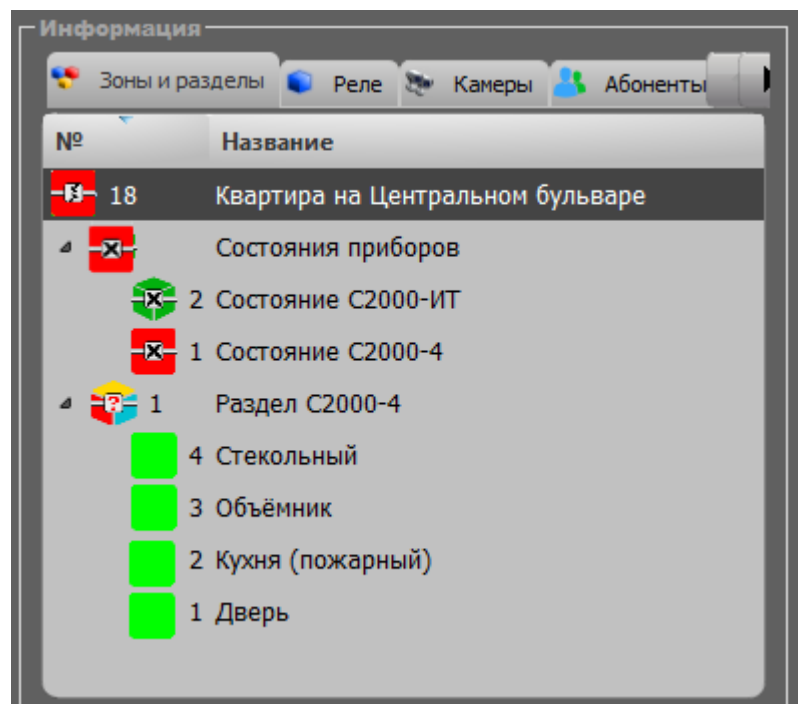 Информация
Зоны и разделы Реле Камеры Абоненты
№ Название
18 Квартира на Центральном бульваре
Состояния приборов
2 Состояние С2000-ИТ
1 Состояние С2000-4
? 1 Раздел С2000-4
4 Стекольный
3 Объёмник
2 Кухня (пожарный)
1 Дверь